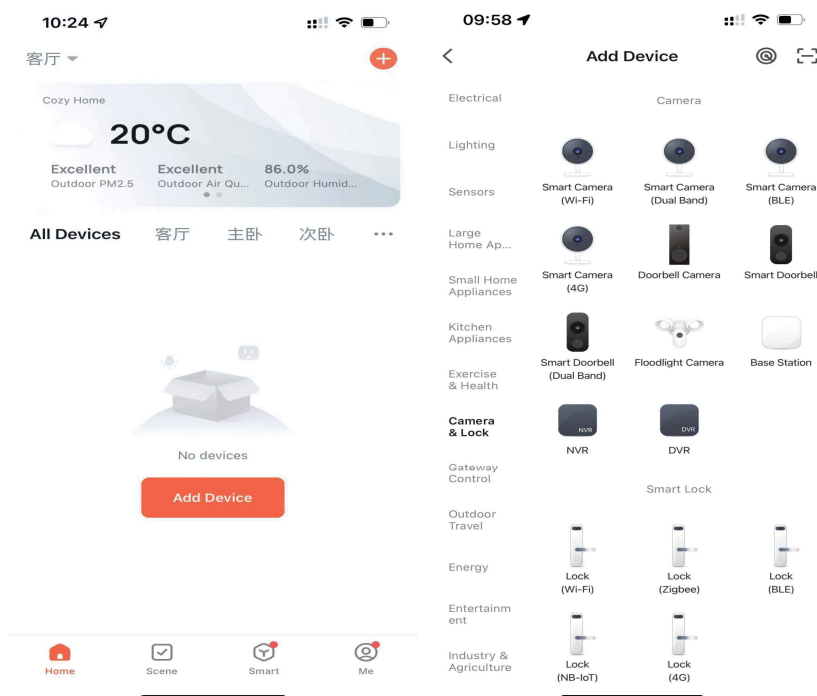 10:24
客厅
Cozy Home
20°C
Excellent
Outdoor PM2.5
Excellent
Outdoor Air Qu...
86.0%
Outdoor Humid...
All Devices 客厅 主卧 次卧 ...
No devices
Add Device
Home Scene Smart Me
09:58
Add Device
Electrical
Lighting
Sensors
Large
Home Ap...
Small Home
Appliances
Kitchen
Appliances
Exercise
& Health
Camera
& Lock
Gateway
Control
Outdoor
Travel
Energy
Entertainm
ent
Industry &
Agriculture
Camera
Smart Camera
(Wi-Fi)
Smart Camera
(Dual Band)
Smart Camera
(BLE)
Smart Camera
(4G)
Doorbell Camera
Smart Doorbell
Smart Doorbell
(Dual Band)
Floodlight Camera
Base Station
NVR
NVR
DVR
DVR
Smart Lock
Lock
(Wi-Fi)
Lock
(Zigbee)
Lock
(BLE)
Lock
(NB-IoT)
Lock
(4G)